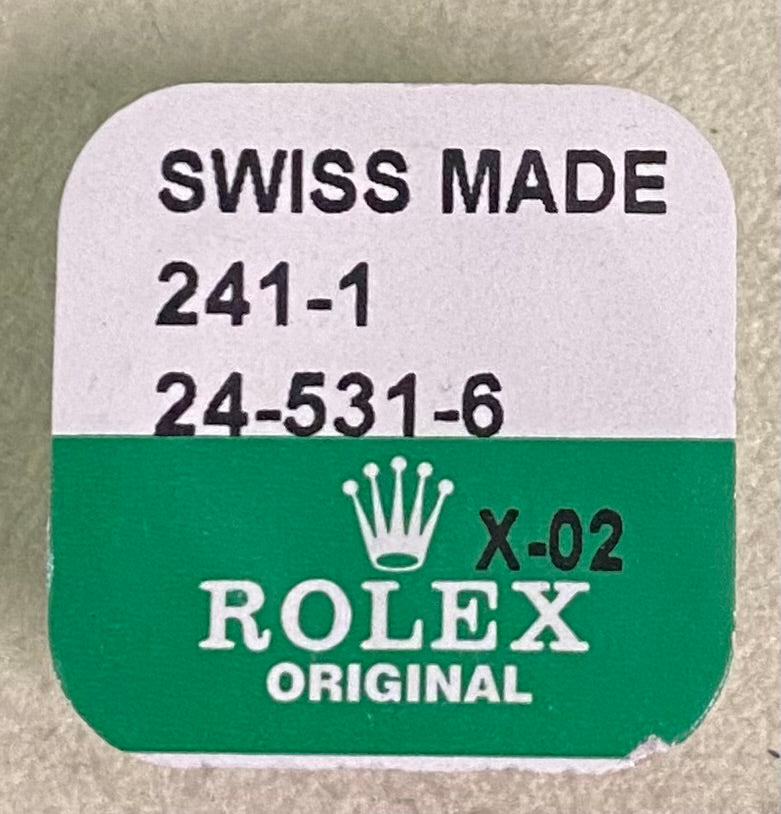 SWISS MADE
241-1
24-531-6
X-02
ROLEX
ORIGINAL